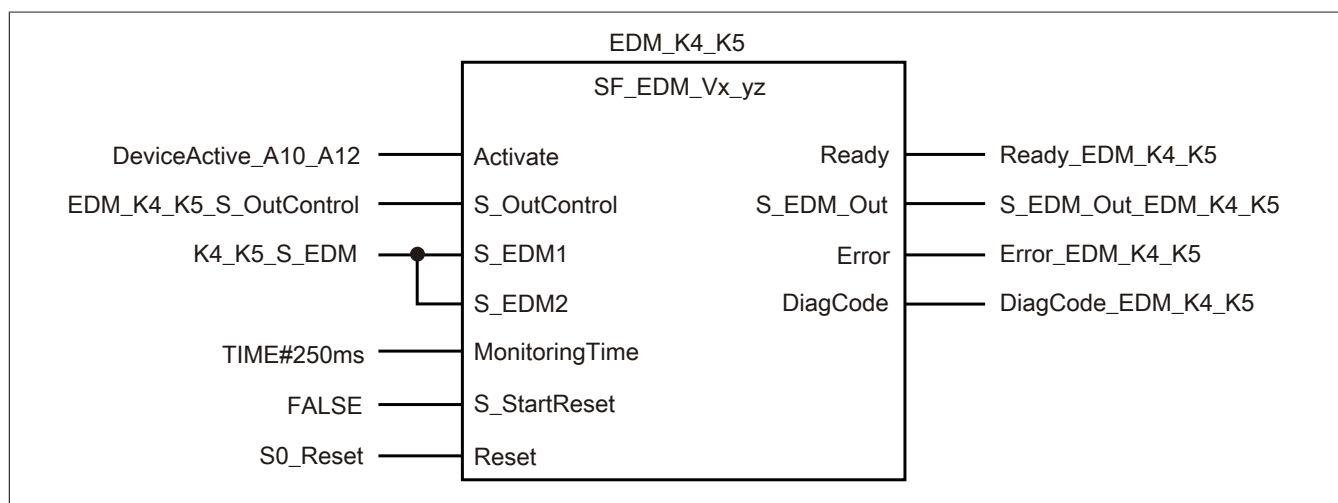 EDM_K4_K5
SF_EDM_Vx_yz
DeviceActive_A10_A12 Activate Ready Ready_EDM_K4_K5
EDM_K4_K5_S_OutControl S_OutControl S_EDM_Out S_EDM_Out_EDM_K4_K5
K4_K5_S_EDM S_EDM1 Error Error_EDM_K4_K5
S_EDM2 DiagCode DiagCode_EDM_K4_K5
TIME#250ms MonitoringTime
FALSE S_StartReset
S0_Reset Reset